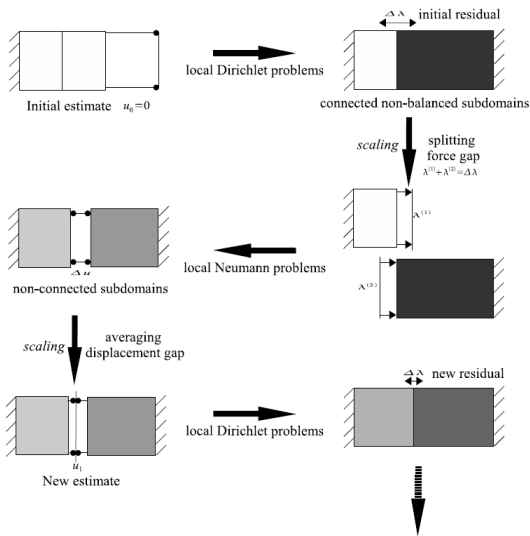 Δλ initial residual
local Dirichlet problems
Initial estimate u₀=0
connected non-balanced subdomains
scaling
splitting
force gap
λ⁽¹⁾+λ⁽²⁾=Δλ
λ⁽¹⁾
local Neumann problems
λ⁽²⁾
Δu
non-connected subdomains
scaling
averaging
displacement gap
Δλ new residual
local Dirichlet problems
u₁
New estimate